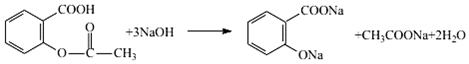 COOH
O—C—CH₃
O
+3NaOH
COONa
ONa
+CH₃COONa+2H₂O